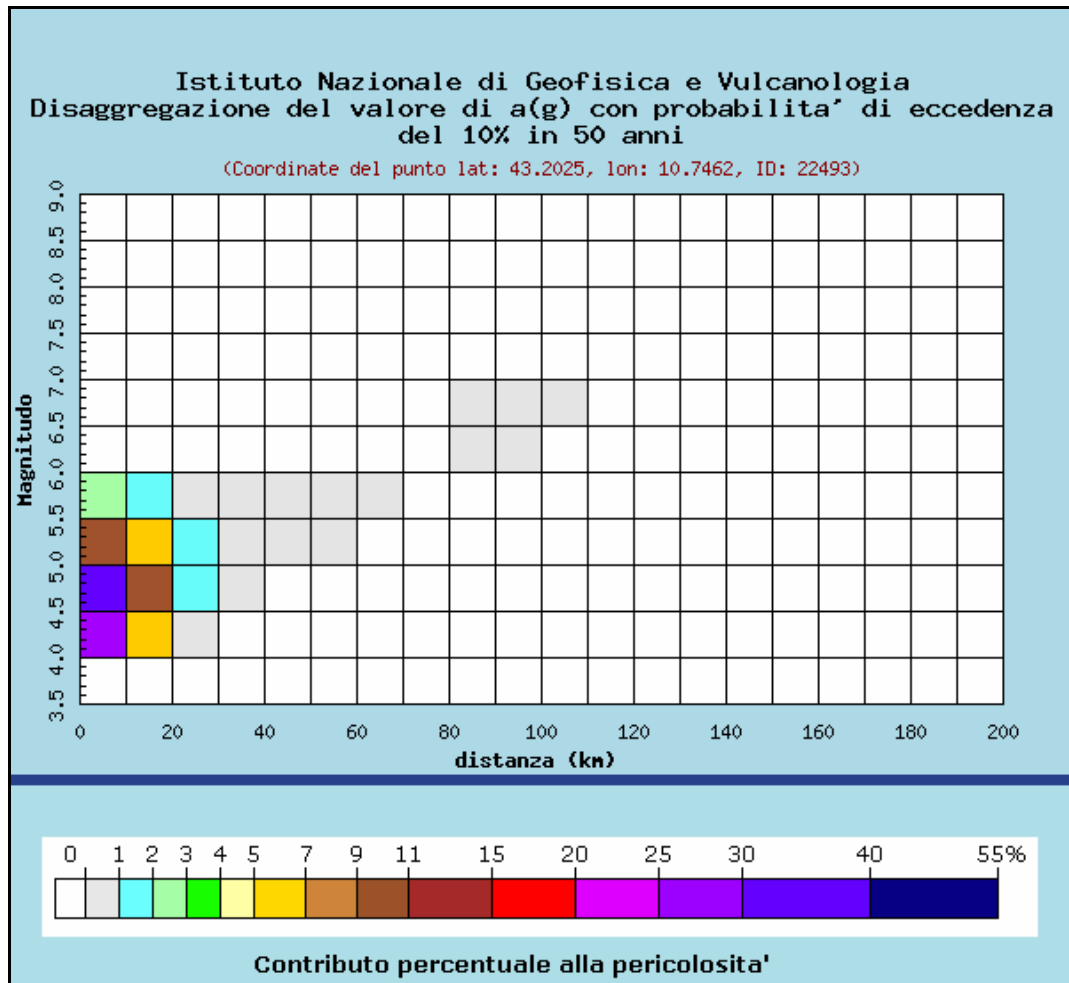 Istituto Nazionale di Geofisica e Vulcanologia
Disaggregazione del valore di a(g) con probabilita' di eccedenza
del 10% in 50 anni
(Coordinate del punto lat: 43.2025, lon: 10.7462, ID: 22493)
Magnitudo
9.0
8.5
8.0
7.5
7.0
6.5
6.0
5.5
5.0
4.5
4.0
3.5
0 20 40 60 80 100 120 140 160 180 200
distanza (km)
0 1 2 3 4 5 7 9 11 15 20 25 30 40 55%
Contributo percentuale alla pericolosita'